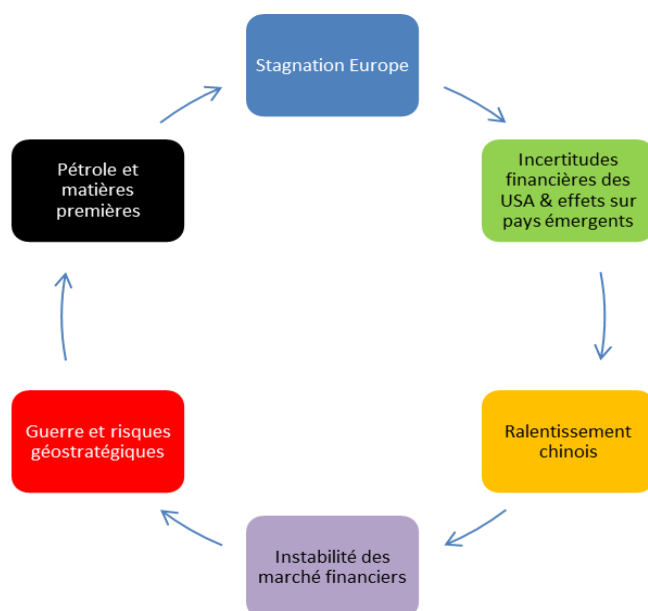 Stagnation Europe
Incertitudes
financières des
USA & effets sur
pays émergents
Ralentissement
chinois
Instabilité des
marché financiers
Guerre et risques
géostratégiques
Pétrole et
matières
premières